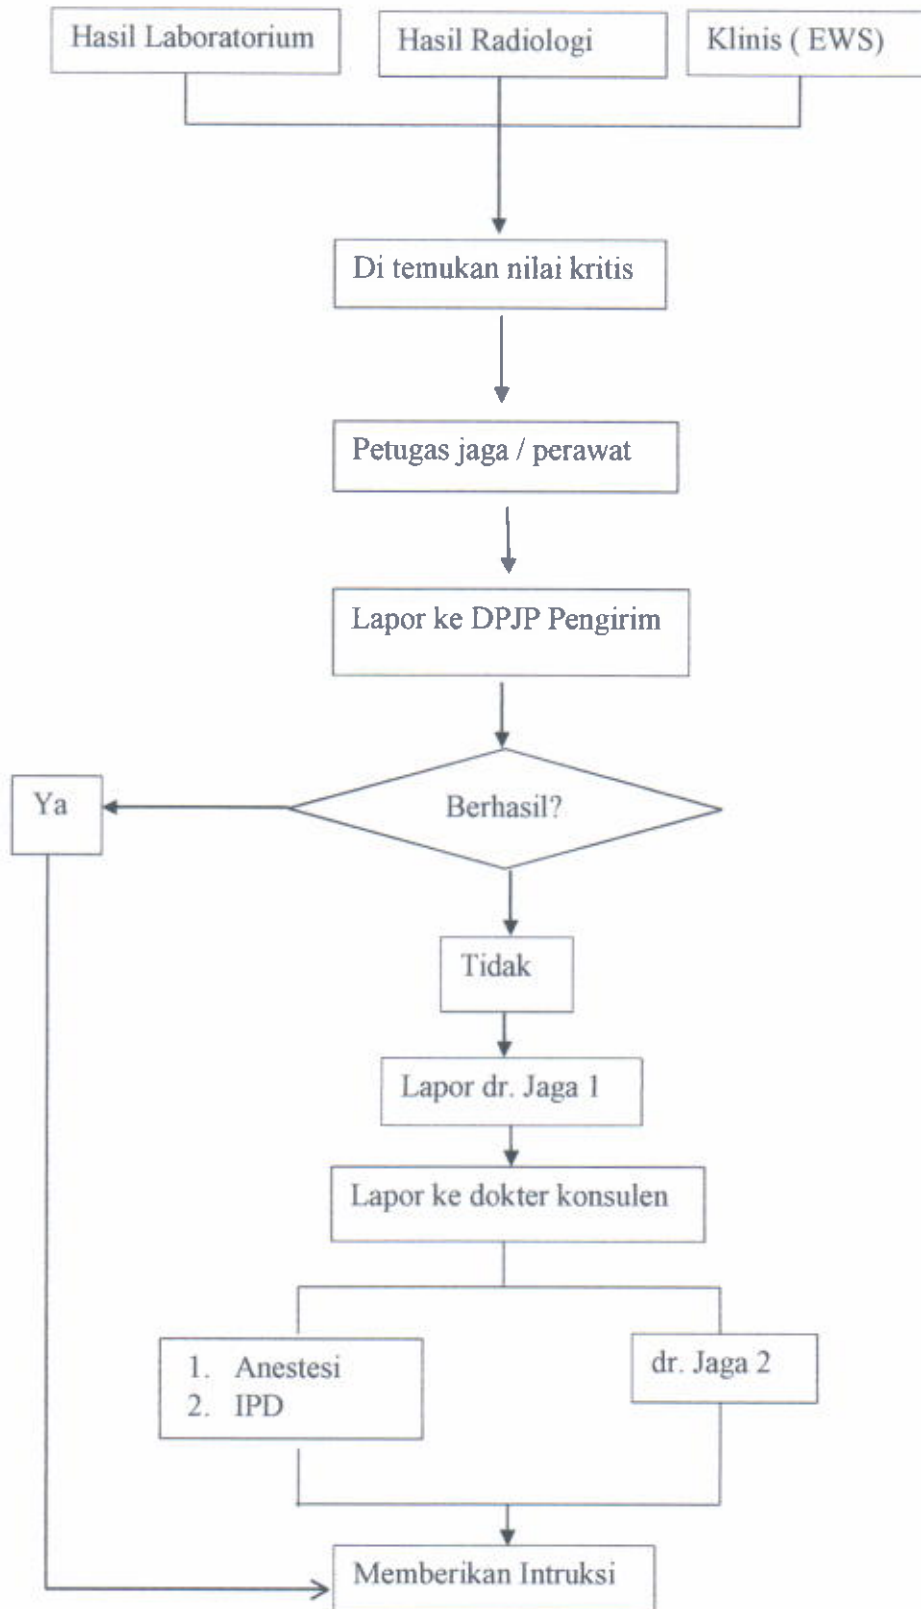 Hasil Laboratorium
Hasil Radiologi
Klinis ( EWS)
Di temukan nilai kritis
Petugas jaga / perawat
Lapor ke DPJP Pengirim
Berhasil?
Ya
Tidak
Lapor dr. Jaga 1
Lapor ke dokter konsulen
1. Anestesi
2. IPD
dr. Jaga 2
Memberikan Intruksi